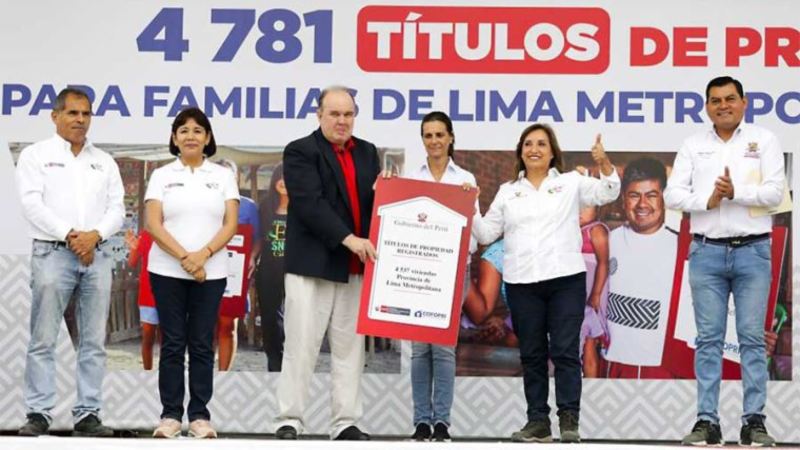 4 781 TÍTULOS DE PR
PARA FAMILIAS DE LIMA METROPO
Gobierno del Perú
TÍTULOS DE PROPIEDAD
REGISTRADOS
4 537 viviendas
Provincia de
Lima Metropolitana
COFOPRI